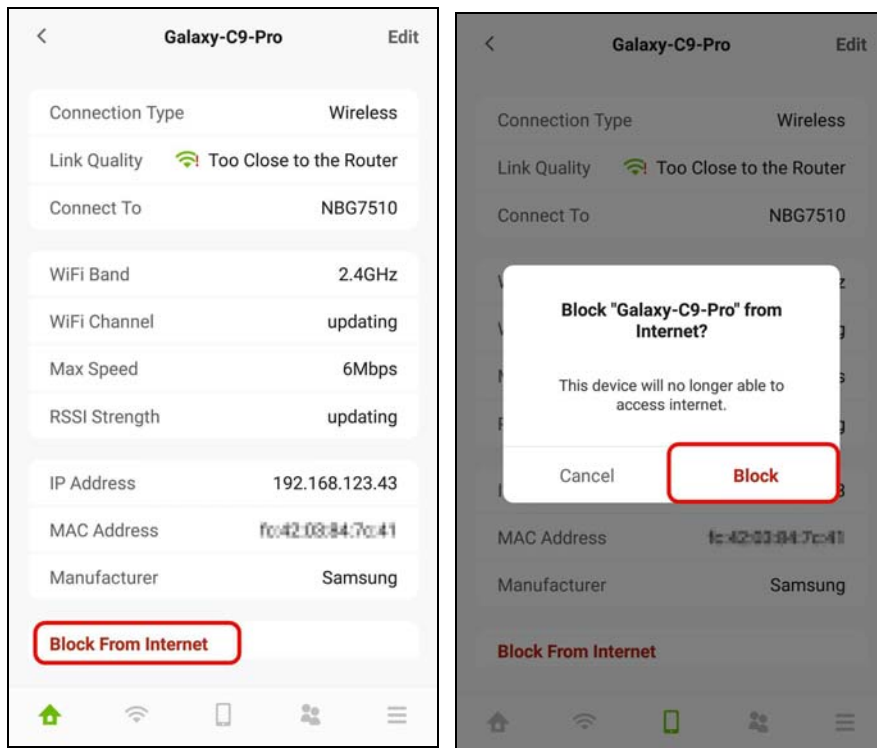 Galaxy-C9-Pro Edit
Connection Type Wireless
Link Quality Too Close to the Router
Connect To NBG7510
WiFi Band 2.4GHz
WiFi Channel updating
Max Speed 6Mbps
RSSI Strength updating
IP Address 192.168.123.43
MAC Address
Manufacturer Samsung
Block From Internet
Galaxy-C9-Pro Edit
Connection Type Wireless
Link Quality Too Close to the Router
Connect To NBG7510
Block "Galaxy-C9-Pro" from
Internet?
This device will no longer able to
access internet.
Cancel Block
MAC Address
Manufacturer Samsung
Block From Internet